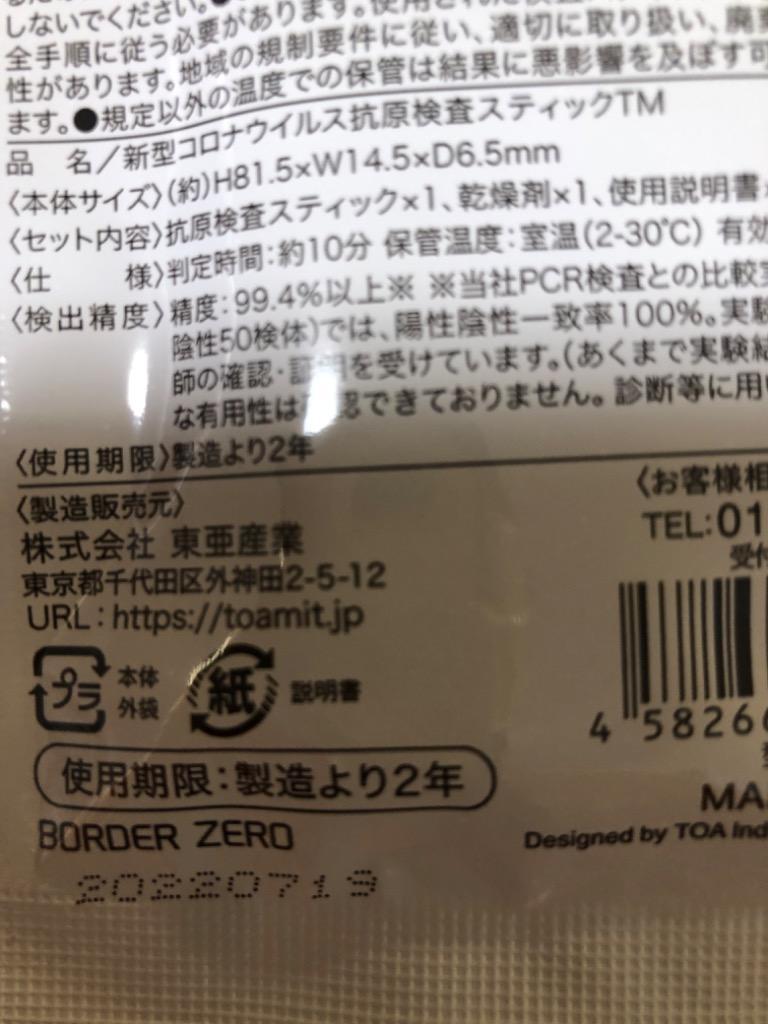 しないでください。●
全手順に従う必要があります。使用された検査
性があります。地域の規制要件に従い、適切に取り扱い、廃
ます。●規定以外の温度での保管は結果に悪影響を及ぼす可
品 名／新型コロナウイルス抗原検査スティックTM
〈本体サイズ〉(約)H81.5×W14.5×D6.5mm
〈セット内容〉抗原検査スティック×1、乾燥剤×1、使用説明書
〈仕 様〉判定時間：約10分 保管温度：室温(2-30℃) 有効
〈検出精度〉精度：99.4%以上※ ※当社PCR検査との比較実
陰性50検体)では、陽性陰性一致率100%。実験
師の確認・証明を受けています。(あくまで実験結
な有用性は確認できておりません。診断等に用い
〈使用期限〉製造より2年
〈製造販売元〉
株式会社 東亜産業
東京都千代田区外神田2-5-12
URL：https://toamit.jp
プラ 本体 外袋
紙 説明書
使用期限：製造より2年
BORDER ZERO
20220719
〈お客様相
TEL:01
受付
4 58266
MA
Designed by TOA Ind